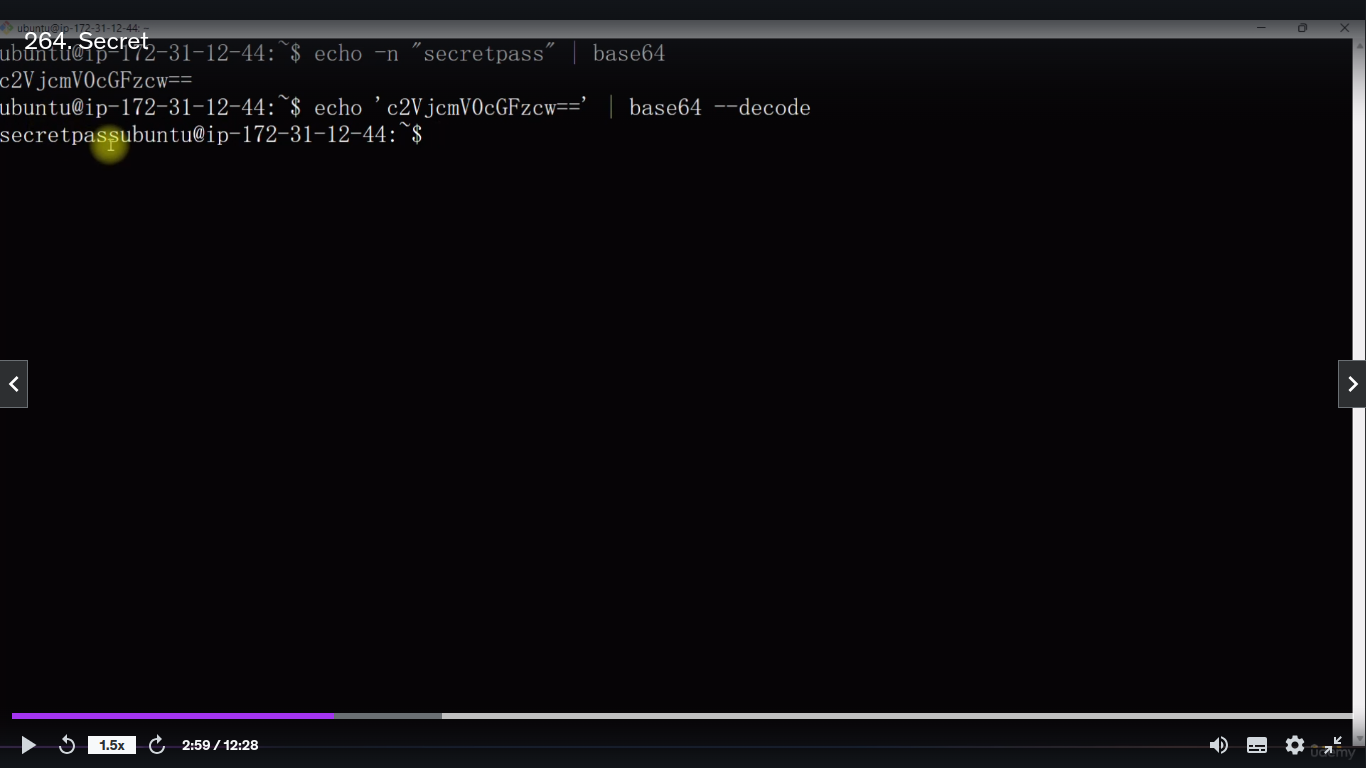 ubuntu@ip-172-31-12-44: ~
264. Secret
ubuntu@ip-172-31-12-44:~$ echo -n "secretpass" | base64
c2VjcmV0cGFzcw==
ubuntu@ip-172-31-12-44:~$ echo 'c2VjcmV0cGFzcw==' | base64 --decode
secretpassubuntu@ip-172-31-12-44:~$
1.5x
2:59 / 12:28
udemy